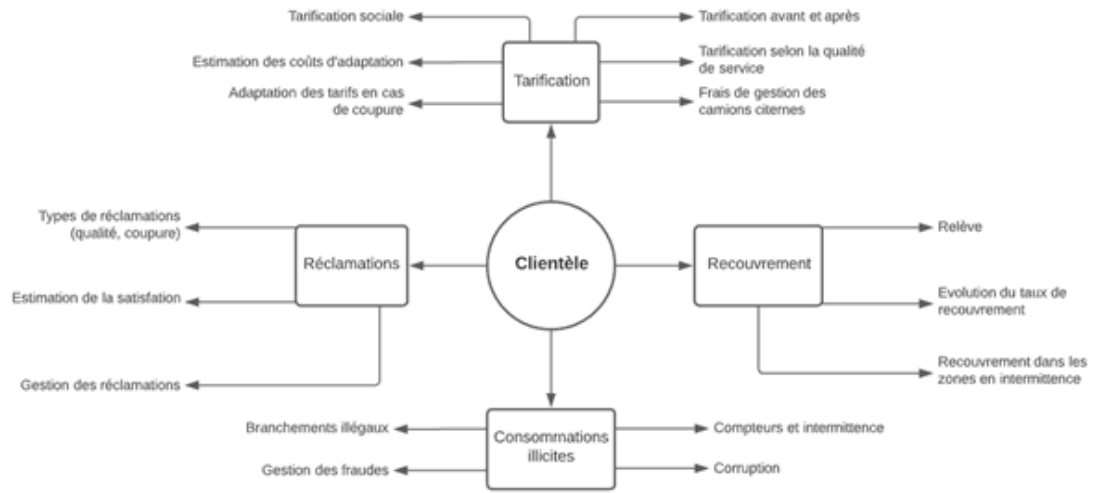 Tarification sociale
Estimation des coûts d'adaptation
Adaptation des tarifs en cas
de coupure
Tarification
Tarification avant et après
Tarification selon la qualité
de service
Frais de gestion des
camions citernes
Types de réclamations
(qualité, coupure)
Estimation de la satisfation
Gestion des réclamations
Réclamations
Clientèle
Recouvrement
Relève
Evolution du taux de
recouvrement
Recouvrement dans les
zones en intermittence
Branchements illégaux
Gestion des fraudes
Consommations
illicites
Compteurs et intermittence
Corruption